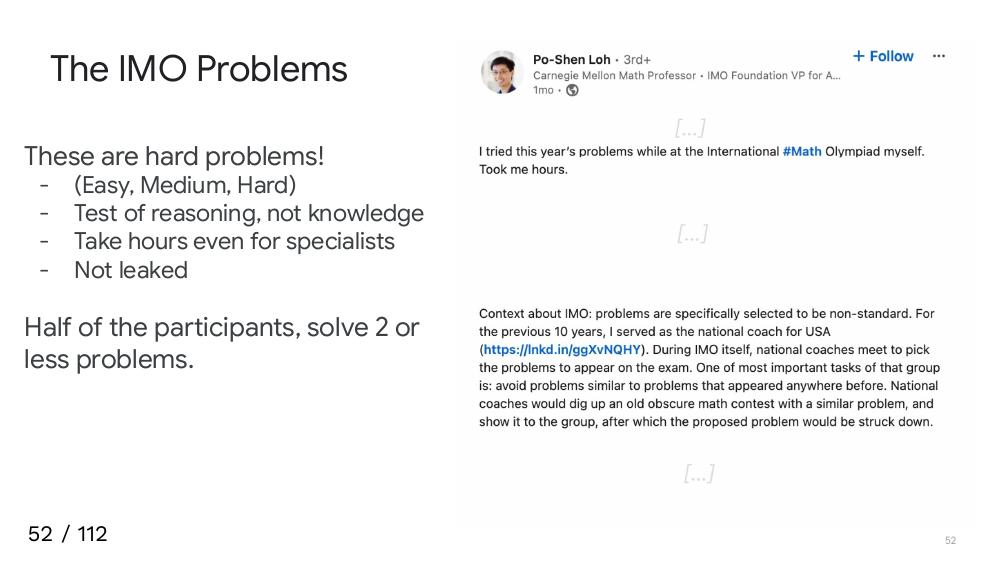 The IMO Problems
These are hard problems!
- (Easy, Medium, Hard)
- Test of reasoning, not knowledge
- Take hours even for specialists
- Not leaked
Half of the participants, solve 2 or
less problems.
52 / 112
Po-Shen Loh • 3rd+
+ Follow ...
Carnegie Mellon Math Professor • IMO Foundation VP for A...
1mo •
[...]
I tried this year's problems while at the International #Math Olympiad myself.
Took me hours.
[...]
Context about IMO: problems are specifically selected to be non-standard. For
the previous 10 years, I served as the national coach for USA
(https://lnkd.in/ggXvNQHY). During IMO itself, national coaches meet to pick
the problems to appear on the exam. One of most important tasks of that group
is: avoid problems similar to problems that appeared anywhere before. National
coaches would dig up an old obscure math contest with a similar problem, and
show it to the group, after which the proposed problem would be struck down.
[...]
52